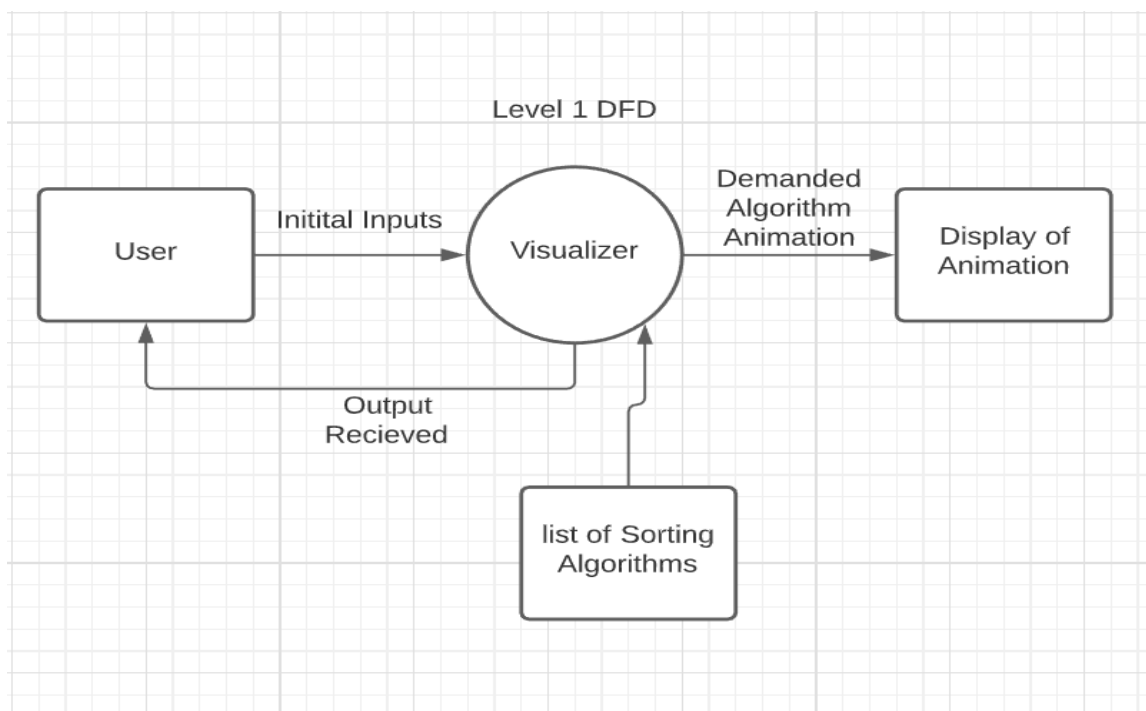 Level 1 DFD
User
Initital Inputs
Visualizer
Demanded
Algorithm
Animation
Display of
Animation
Output
Recieved
list of Sorting
Algorithms